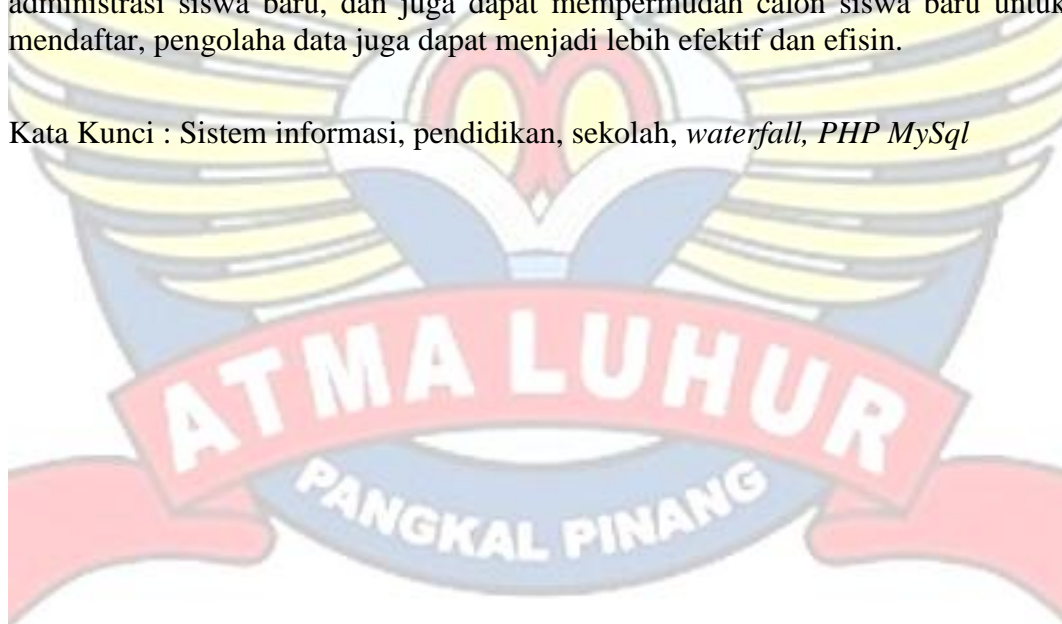 administrasi siswa baru, dan juga dapat mempermudah calon siswa baru untuk
mendaftar, pengolaha data juga dapat menjadi lebih efektif dan efisin.
Kata Kunci : Sistem informasi, pendidikan, sekolah, waterfall, PHP MySql
ATMA LUHUR
PANGKAL PINANG